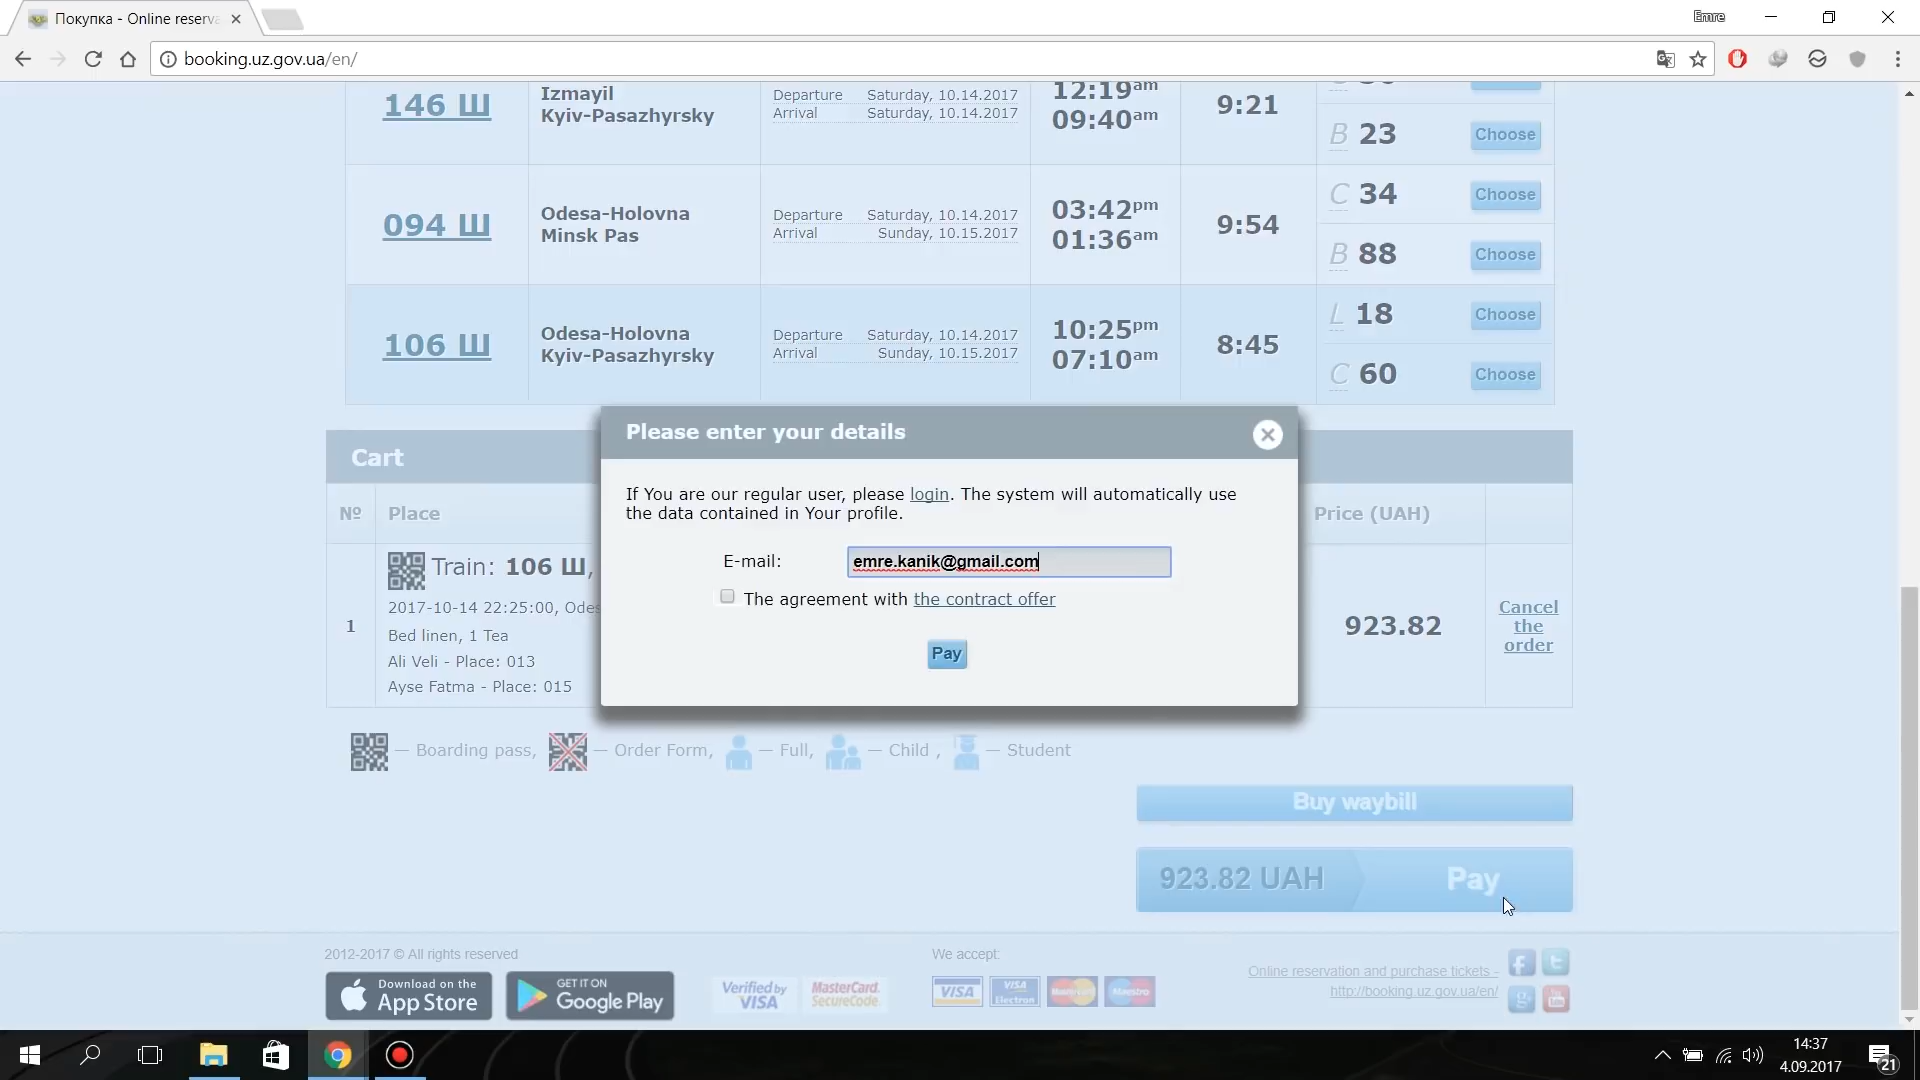 Покупка - Online reserva
Emre
booking.uz.gov.ua/en/
146 Ш
Izmayil
Kyiv-Pasazhyrsky
Departure Saturday, 10.14.2017
Arrival Saturday, 10.14.2017
12:19am
09:40am
9:21
B 23 Choose
094 Ш
Odesa-Holovna
Minsk Pas
Departure Saturday, 10.14.2017
Arrival Sunday, 10.15.2017
03:42pm
01:36am
9:54
C 34 Choose
B 88 Choose
106 Ш
Odesa-Holovna
Kyiv-Pasazhyrsky
Departure Saturday, 10.14.2017
Arrival Sunday, 10.15.2017
10:25pm
07:10am
8:45
L 18 Choose
C 60 Choose
Please enter your details
If You are our regular user, please login. The system will automatically use
the data contained in Your profile.
E-mail: emre.kanik@gmail.com
The agreement with the contract offer
Pay
Cart
№ Place Price (UAH)
1
Train: 106 Ш,
2017-10-14 22:25:00, Odes
Bed linen, 1 Tea
Ali Veli - Place: 013
Ayse Fatma - Place: 015
923.82
Cancel
the
order
— Boarding pass, — Order Form, — Full, — Child , — Student
Buy waybill
923.82 UAH Pay
2012-2017 © All rights reserved
Download on the
App Store
GET IT ON
Google Play
Verified by
VISA
MasterCard.
SecureCode
We accept:
VISA
VISA
Electron
MasterCard
Maestro
Online reservation and purchase tickets -
http://booking.uz.gov.ua/en/
14:37
4.09.2017
21